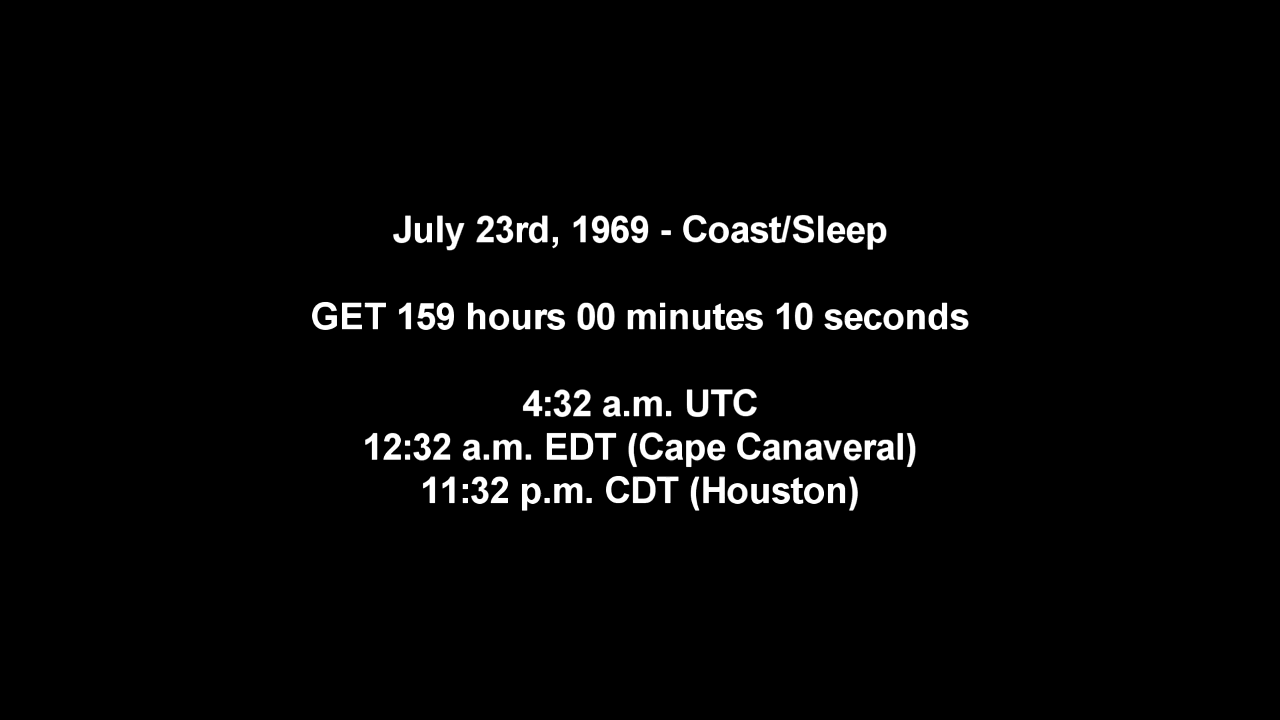 July 23rd, 1969 - Coast/Sleep
GET 159 hours 00 minutes 10 seconds
4:32 a.m. UTC
12:32 a.m. EDT (Cape Canaveral)
11:32 p.m. CDT (Houston)